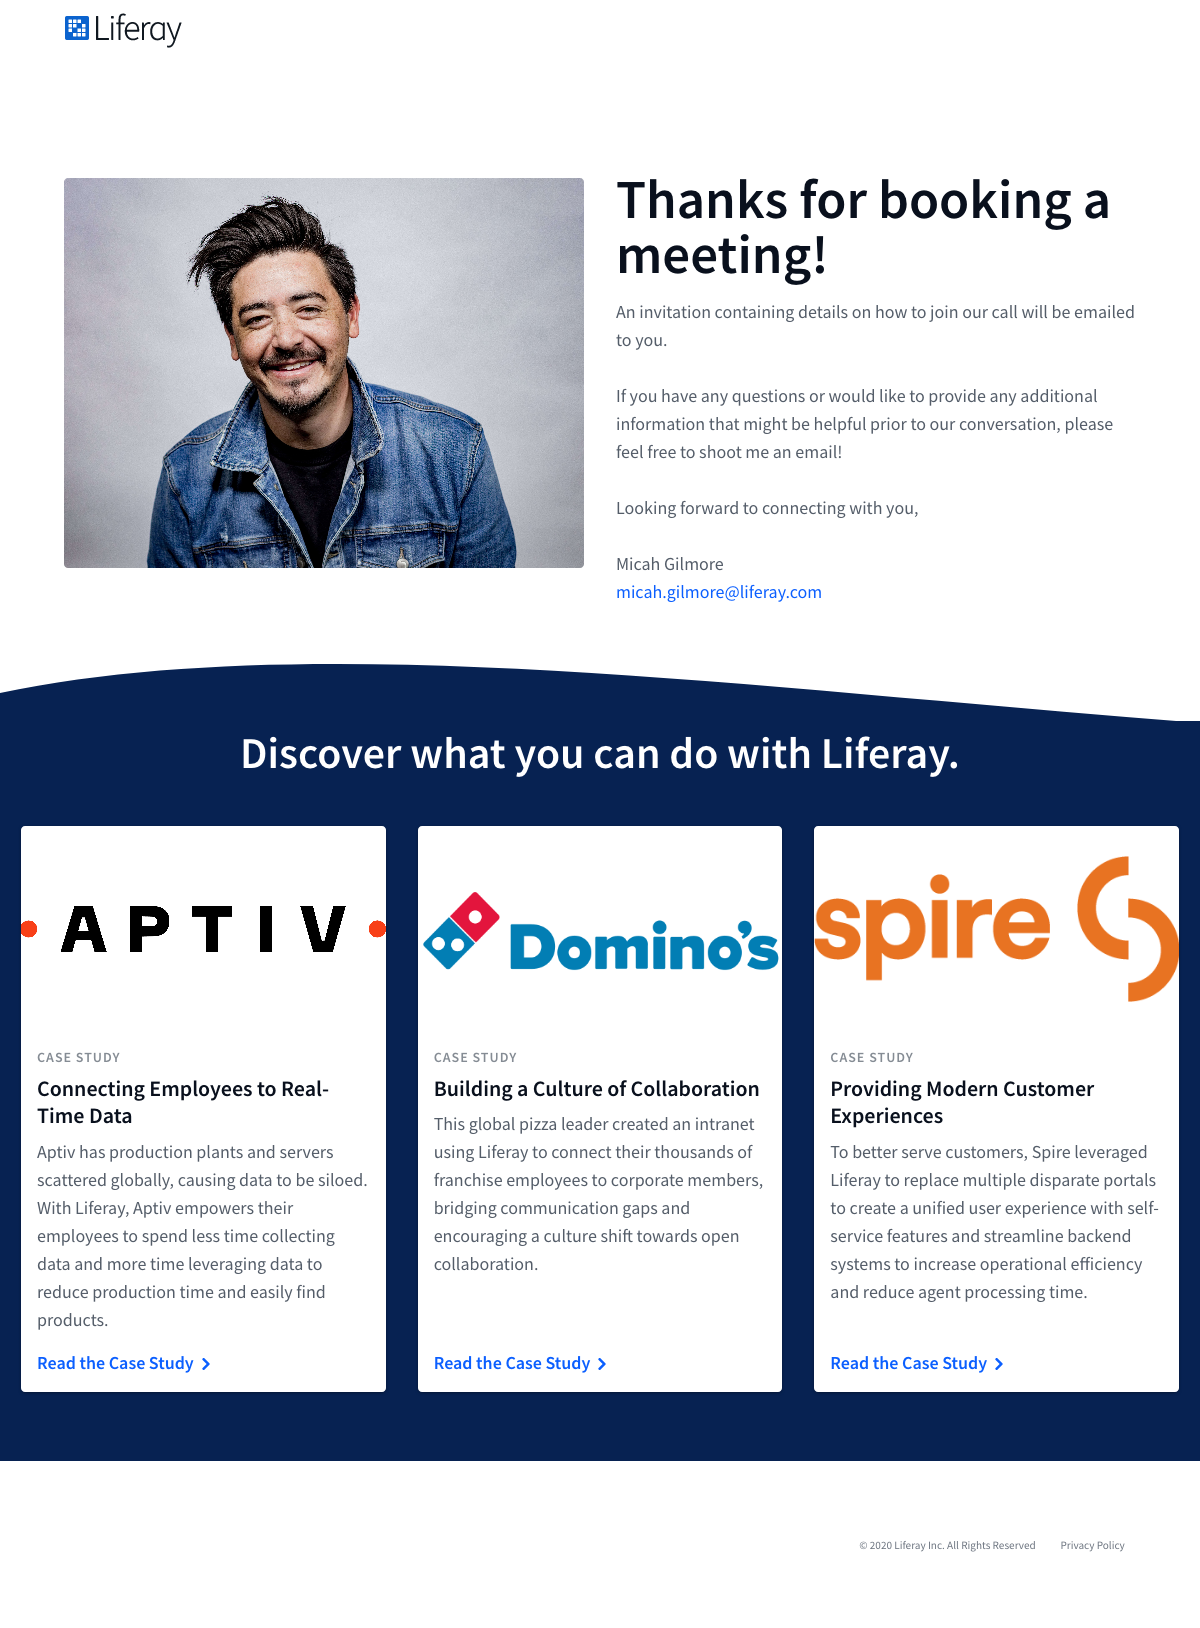 Liferay
Thanks for booking a
meeting!
An invitation containing details on how to join our call will be emailed
to you.
If you have any questions or would like to provide any additional
information that might be helpful prior to our conversation, please
feel free to shoot me an email!
Looking forward to connecting with you,
Micah Gilmore
micah.gilmore@liferay.com
Discover what you can do with Liferay.
APTIV
CASE STUDY
Connecting Employees to Real-
Time Data
Aptiv has production plants and servers
scattered globally, causing data to be siloed.
With Liferay, Aptiv empowers their
employees to spend less time collecting
data and more time leveraging data to
reduce production time and easily find
products.
Read the Case Study
Domino's
CASE STUDY
Building a Culture of Collaboration
This global pizza leader created an intranet
using Liferay to connect their thousands of
franchise employees to corporate members,
bridging communication gaps and
encouraging a culture shift towards open
collaboration.
Read the Case Study
spire
CASE STUDY
Providing Modern Customer
Experiences
To better serve customers, Spire leveraged
Liferay to replace multiple disparate portals
to create a unified user experience with self-
service features and streamline backend
systems to increase operational efficiency
and reduce agent processing time.
Read the Case Study
© 2020 Liferay Inc. All Rights Reserved Privacy Policy